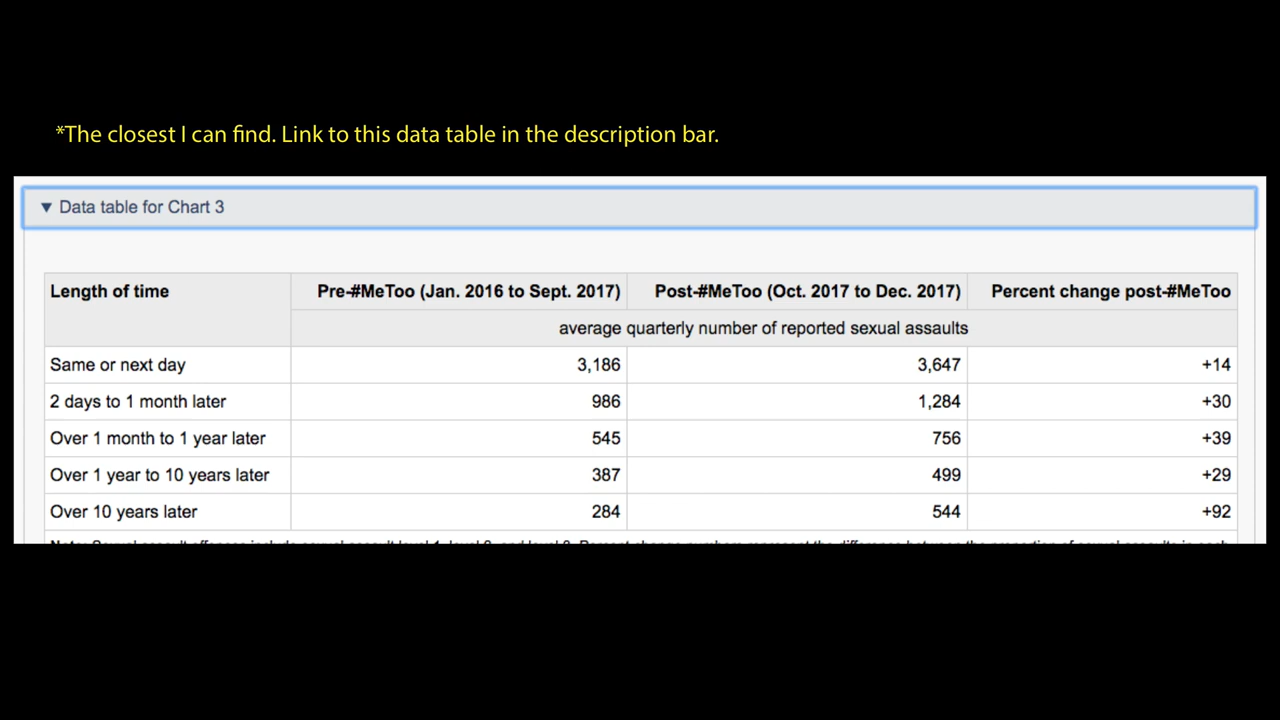 *The closest I can find. Link to this data table in the description bar.
▼ Data table for Chart 3
Length of time Pre-#MeToo (Jan. 2016 to Sept. 2017) Post-#MeToo (Oct. 2017 to Dec. 2017) Percent change post-#MeToo
average quarterly number of reported sexual assaults
Same or next day 3,186 3,647 +14
2 days to 1 month later 986 1,284 +30
Over 1 month to 1 year later 545 756 +39
Over 1 year to 10 years later 387 499 +29
Over 10 years later 284 544 +92